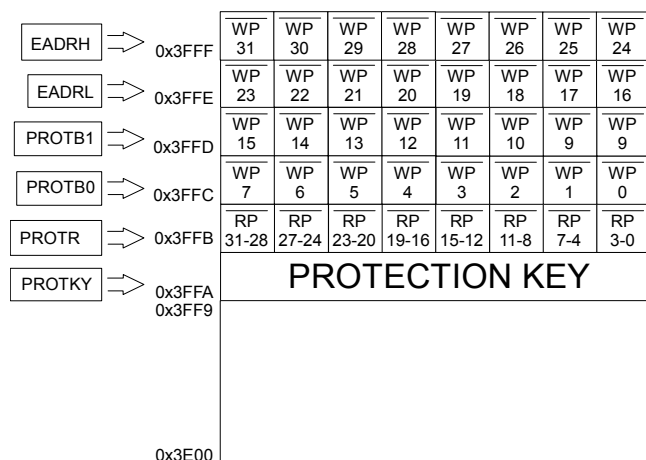 EADRH 0x3FFF WP 31 WP 30 WP 29 WP 28 WP 27 WP 26 WP 25 WP 24
EADRL 0x3FFE WP 23 WP 22 WP 21 WP 20 WP 19 WP 18 WP 17 WP 16
PROTB1 0x3FFD WP 15 WP 14 WP 13 WP 12 WP 11 WP 10 WP 9 WP 9
PROTB0 0x3FFC WP 7 WP 6 WP 5 WP 4 WP 3 WP 2 WP 1 WP 0
PROTR 0x3FFB RP 31-28 RP 27-24 RP 23-20 RP 19-16 RP 15-12 RP 11-8 RP 7-4 RP 3-0
PROTKY 0x3FFA PROTECTION KEY
0x3FF9
0x3E00